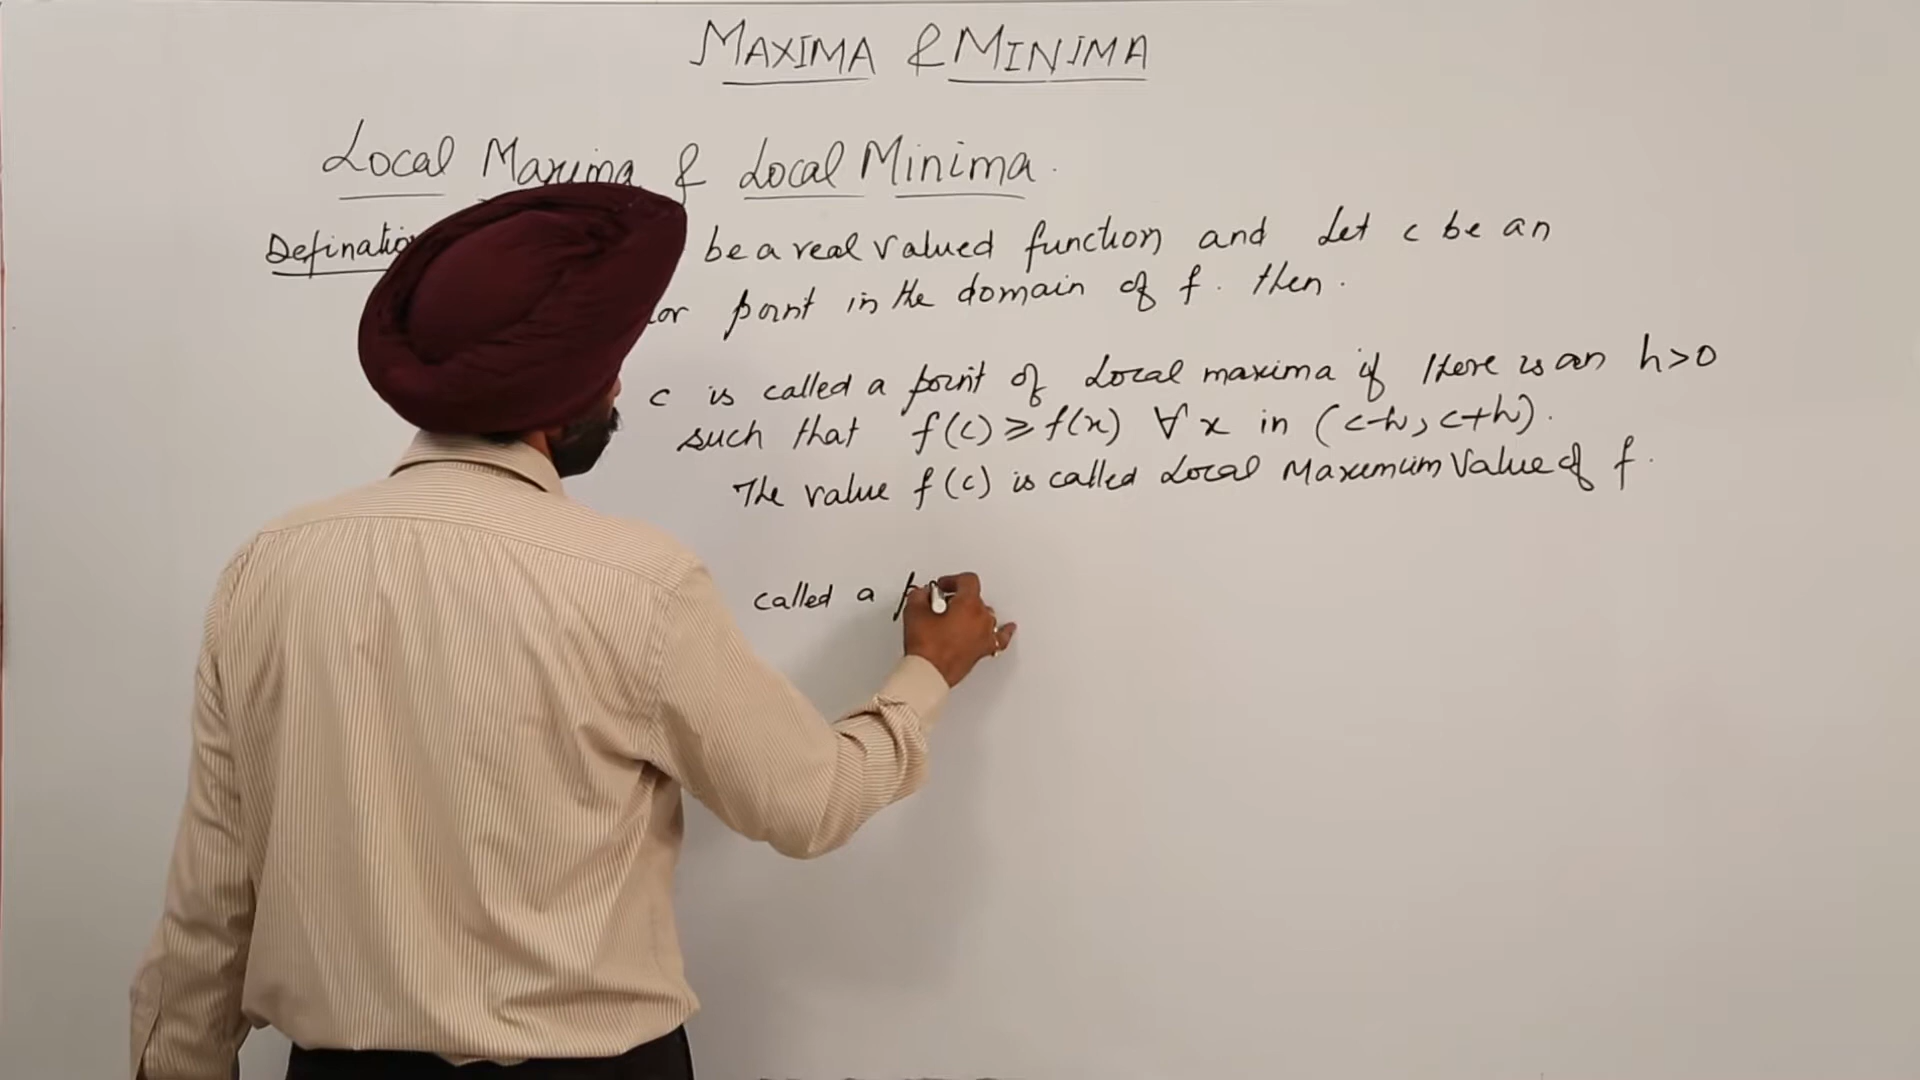 MAXIMA & MINIMA
Local Maxima & Local Minima.
be a real valued function and Let c be an
point in the domain of f. then.
c is called a point of Local maxima if there is an h>0
such that f(c) ≥ f(x) ∀ x in (c-h, c+h).
The value f(c) is called Local Maximum Value of f.
called a